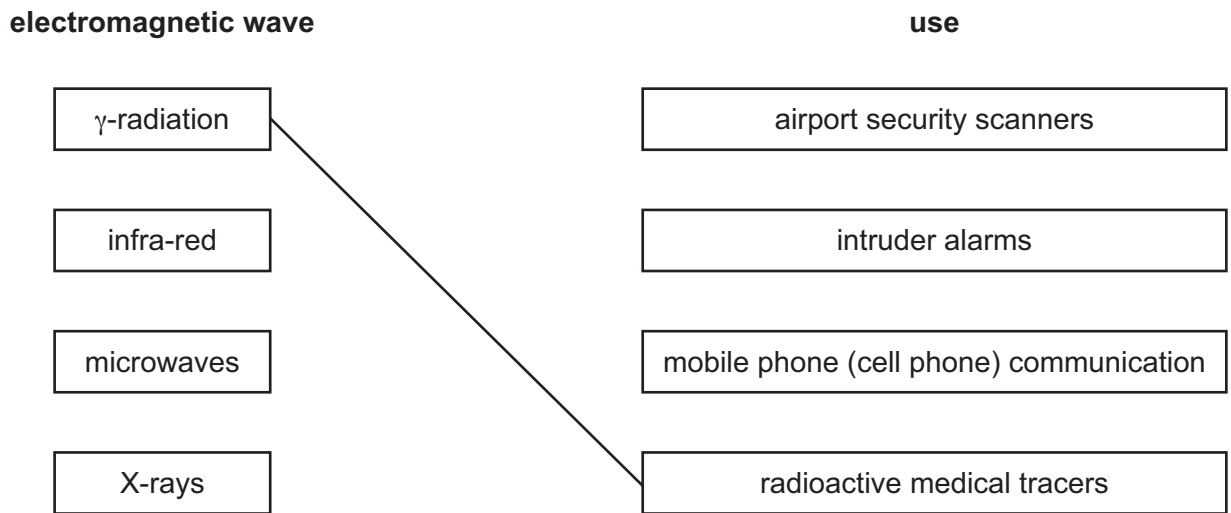 electromagnetic wave use
γ-radiation airport security scanners
infra-red intruder alarms
microwaves mobile phone (cell phone) communication
X-rays radioactive medical tracers